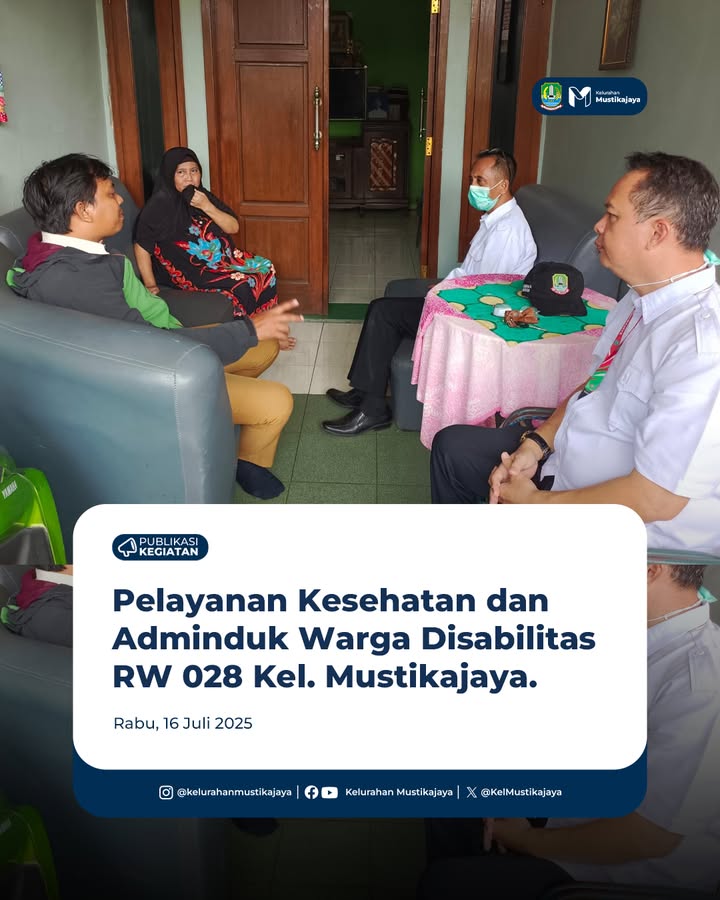 Kelurahan
Mustikajaya
YAMAHA
PUBLIKASI
KEGIATAN
Pelayanan Kesehatan dan
Adminduk Warga Disabilitas
RW 028 Kel. Mustikajaya.
Rabu, 16 Juli 2025
@kelurahanmustikajaya | Kelurahan Mustikajaya | @KelMustikajaya